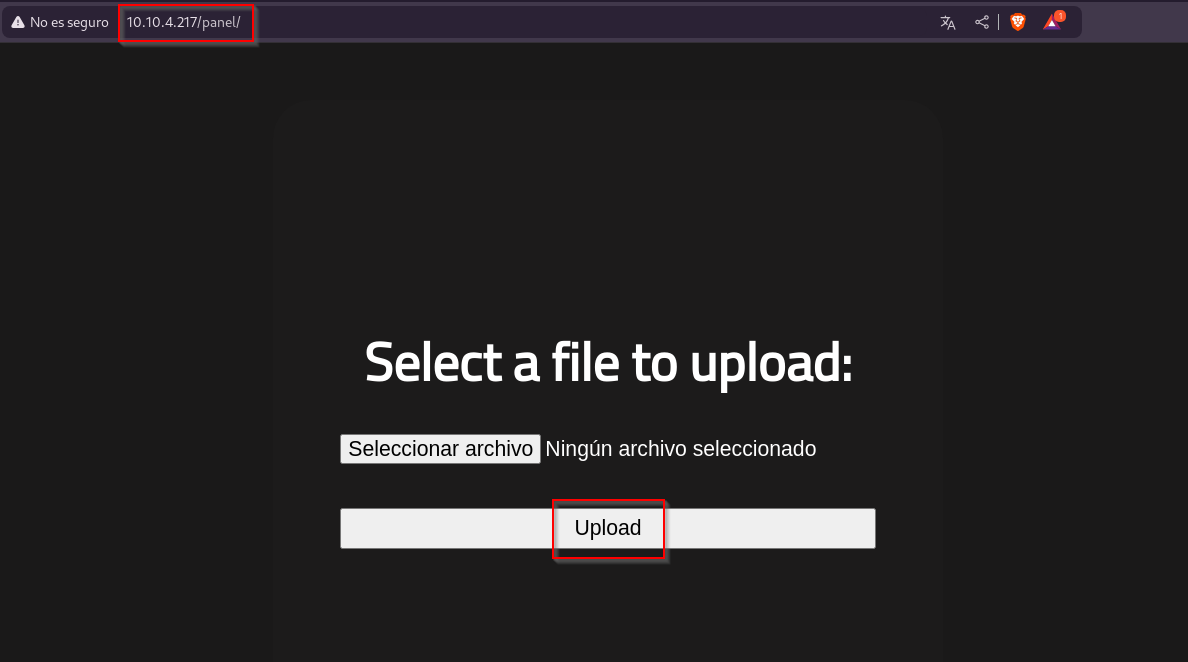 No es seguro 10.10.4.217/panel/ 1
Select a file to upload:
Seleccionar archivo Ningún archivo seleccionado
Upload